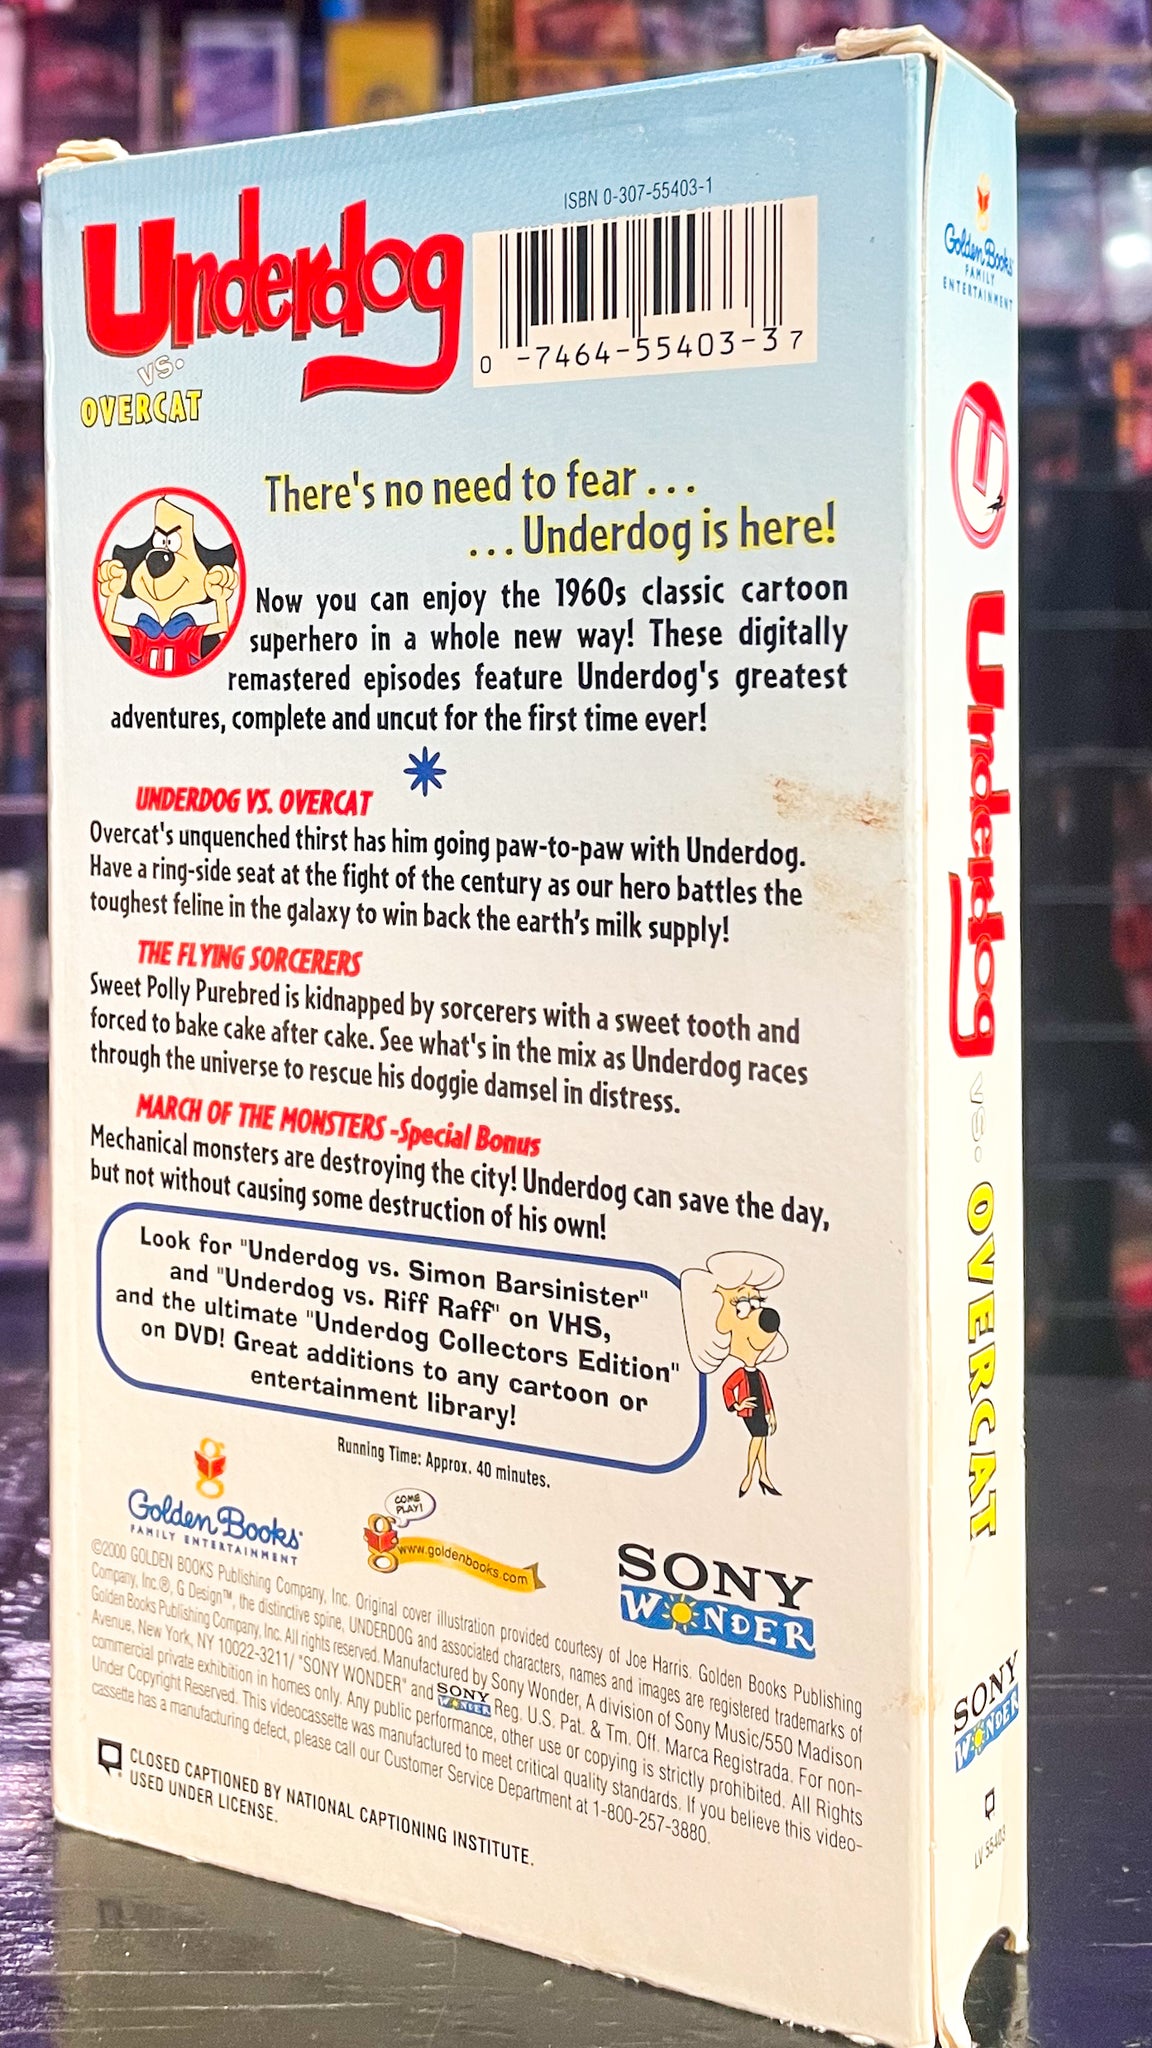 Underdog
VS.
OVERCAT
ISBN 0-307-55403-1
0 -7464-55403-3 7
There's no need to fear . . .
. . . Underdog is here!
Now you can enjoy the 1960s classic cartoon
superhero in a whole new way! These digitally
remastered episodes feature Underdog's greatest
adventures, complete and uncut for the first time ever!
UNDERDOG VS. OVERCAT
Overcat's unquenched thirst has him going paw-to-paw with Underdog.
Have a ring-side seat at the fight of the century as our hero battles the
toughest feline in the galaxy to win back the earth's milk supply!
THE FLYING SORCERERS
Sweet Polly Purebred is kidnapped by sorcerers with a sweet tooth and
forced to bake cake after cake. See what's in the mix as Underdog races
through the universe to rescue his doggie damsel in distress.
MARCH OF THE MONSTERS -Special Bonus
Mechanical monsters are destroying the city! Underdog can save the day,
but not without causing some destruction of his own!
Look for "Underdog vs. Simon Barsinister"
and "Underdog vs. Riff Raff" on VHS,
and the ultimate "Underdog Collectors Edition"
on DVD! Great additions to any cartoon or
entertainment library!
Running Time: Approx. 40 minutes.
Golden Books
FAMILY ENTERTAINMENT
COME
PLAY!
www.goldenbooks.com
SONY
WONDER
©2000 GOLDEN BOOKS Publishing Company, Inc. Original cover illustration provided courtesy of Joe Harris. Golden Books Publishing
Company, Inc.®, G Design™, the distinctive spine, UNDERDOG and associated characters, names and images are registered trademarks of
Golden Books Publishing Company, Inc. All rights reserved. Manufactured by Sony Wonder, A division of Sony Music/550 Madison
Avenue, New York, NY 10022-3211/ "SONY WONDER" and SONY WONDER Reg. U.S. Pat. & Tm. Off. Marca Registrada. For non-
commercial private exhibition in homes only. Any public performance, other use or copying is strictly prohibited. All Rights
Under Copyright Reserved. This videocassette was manufactured to meet critical quality standards. If you believe this video-
cassette has a manufacturing defect, please call our Customer Service Department at 1-800-257-3880.
CLOSED CAPTIONED BY NATIONAL CAPTIONING INSTITUTE.
USED UNDER LICENSE.
Golden Books
FAMILY
ENTERTAINMENT
U
Underdog VS. OVERCAT
SONY
WONDER
LV 55403